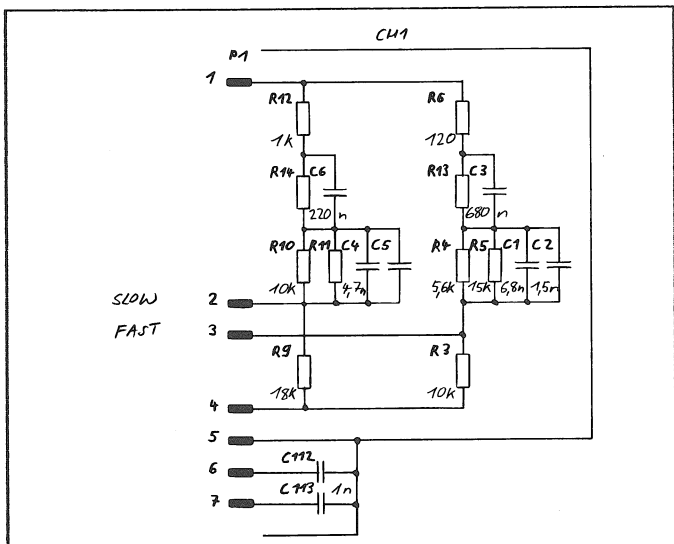 CH1
P1
1
R12
R6
1k
120
R14 C6
R13 C3
220 n
680 n
R10 R11 C4 C5
R4 R5 C1 C2
10k 4,7n
5,6k 15k 6,8n 1,5n
SLOW 2
FAST 3
R9
R3
18k
10k
4
5
6 C112
1n
7 C113